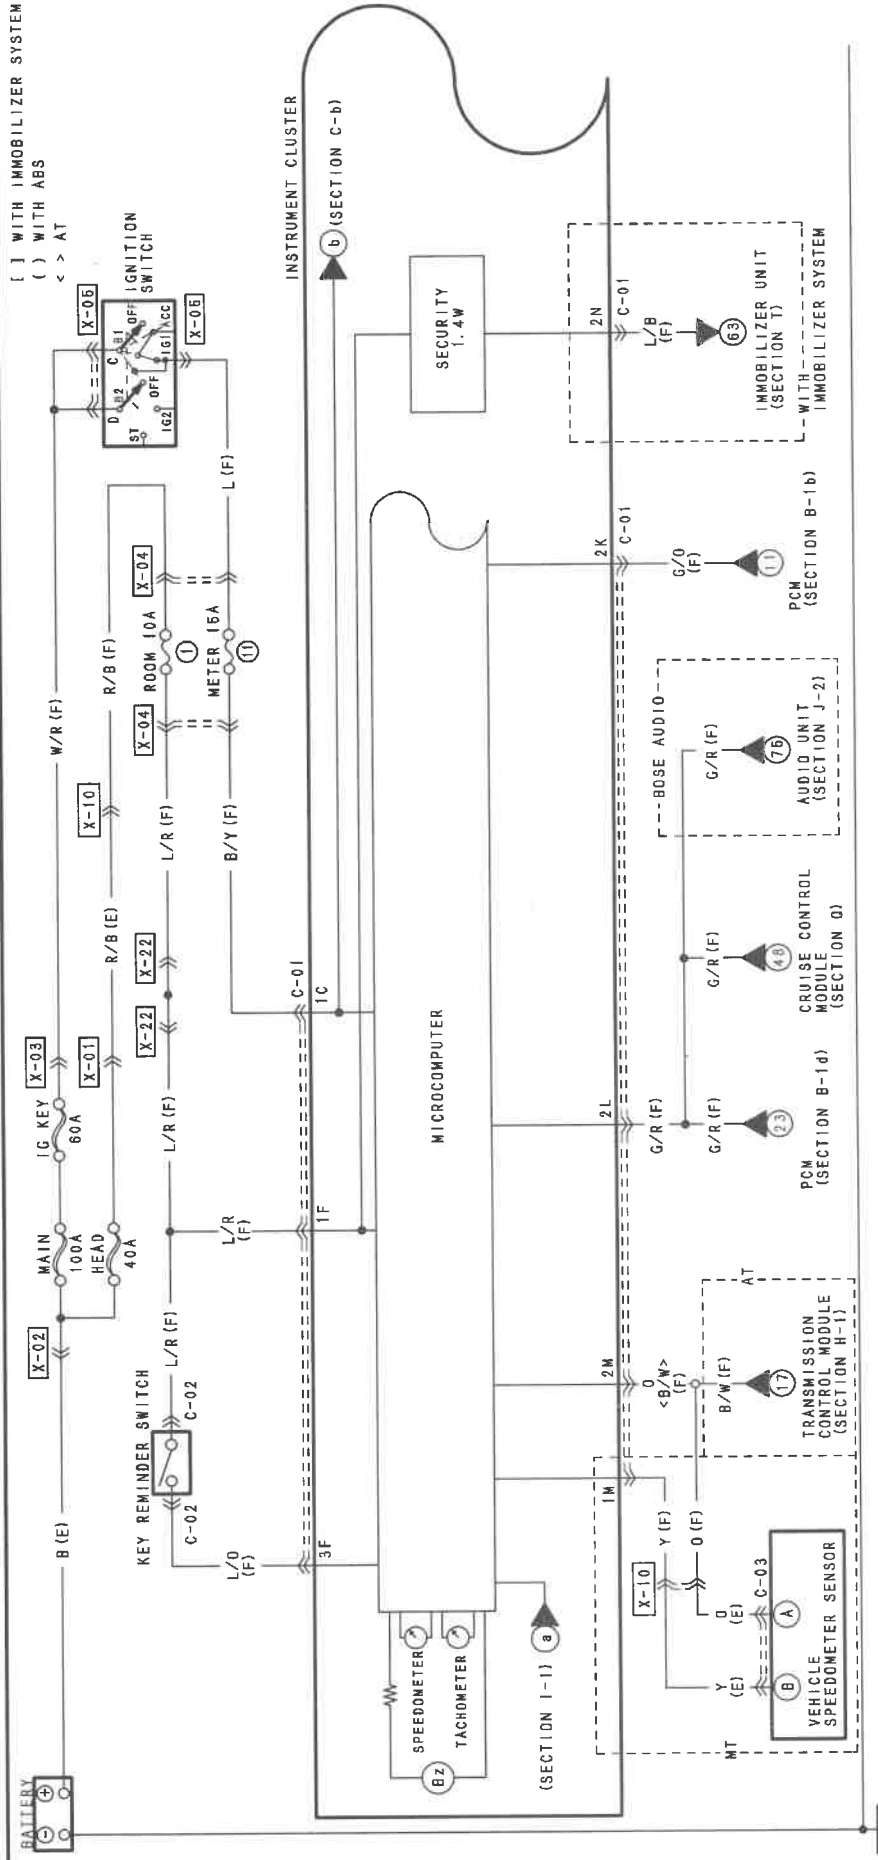 [ ] WITH IMMOBILIZER SYSTEM
( ) WITH ABS
< > AT
BATTERY
B(E)
X-02
MAIN
100A
HEAD
40A
IG KEY
60A
X-03
X-01
R/B(E)
X-10
W/R(F)
R/B(F)
X-05
IGNITION
SWITCH
D
B2
C
B1
OFF
OFF
ACC
IG1
ST
IG2
X-05
KEY REMINDER SWITCH
C-02
C-02
L/O
(F)
L/R(F)
L/R
(F)
L/R(F)
X-22
X-22
L/R(F)
X-04
ROOM 10A
1
X-04
METER 15A
11
B/Y(F)
L(F)
INSTRUMENT CLUSTER
3F
1F
C-01
1C
b (SECTION C-b)
MICROCOMPUTER
SECURITY
1.4W
SPEEDOMETER
TACHOMETER
Bz
a
(SECTION I-1)
1M
2M
2L
2K
C-01
2N
C-01
MT
Y(F)
O(F)
X-10
Y
(E)
O
(E)
C-03
B
A
VEHICLE
SPEEDOMETER SENSOR
O
<B/W>
(F)
B/W(F)
17
TRANSMISSION
CONTROL MODULE
(SECTION H-1)
AT
G/R(F)
G/R(F)
23
PCM
(SECTION B-1d)
G/R(F)
48
CRUISE CONTROL
MODULE
(SECTION Q)
BOSE AUDIO
G/R(F)
75
AUDIO UNIT
(SECTION J-2)
G/O
(F)
11
PCM
(SECTION B-1b)
L/B
(F)
63
IMMOBILIZER UNIT
(SECTION T)
WITH
IMMOBILIZER SYSTEM